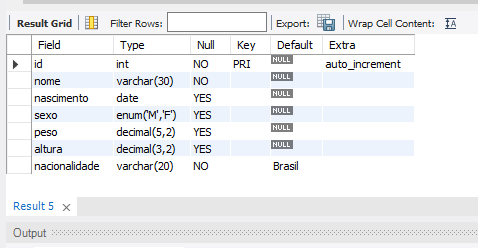 Result Grid Filter Rows: Export: Wrap Cell Content:
Field Type Null Key Default Extra
id int NO PRI NULL auto_increment
nome varchar(30) NO NULL
nascimento date YES NULL
sexo enum('M','F') YES NULL
peso decimal(5,2) YES NULL
altura decimal(3,2) YES NULL
nacionalidade varchar(20) NO Brasil
Result 5
Output